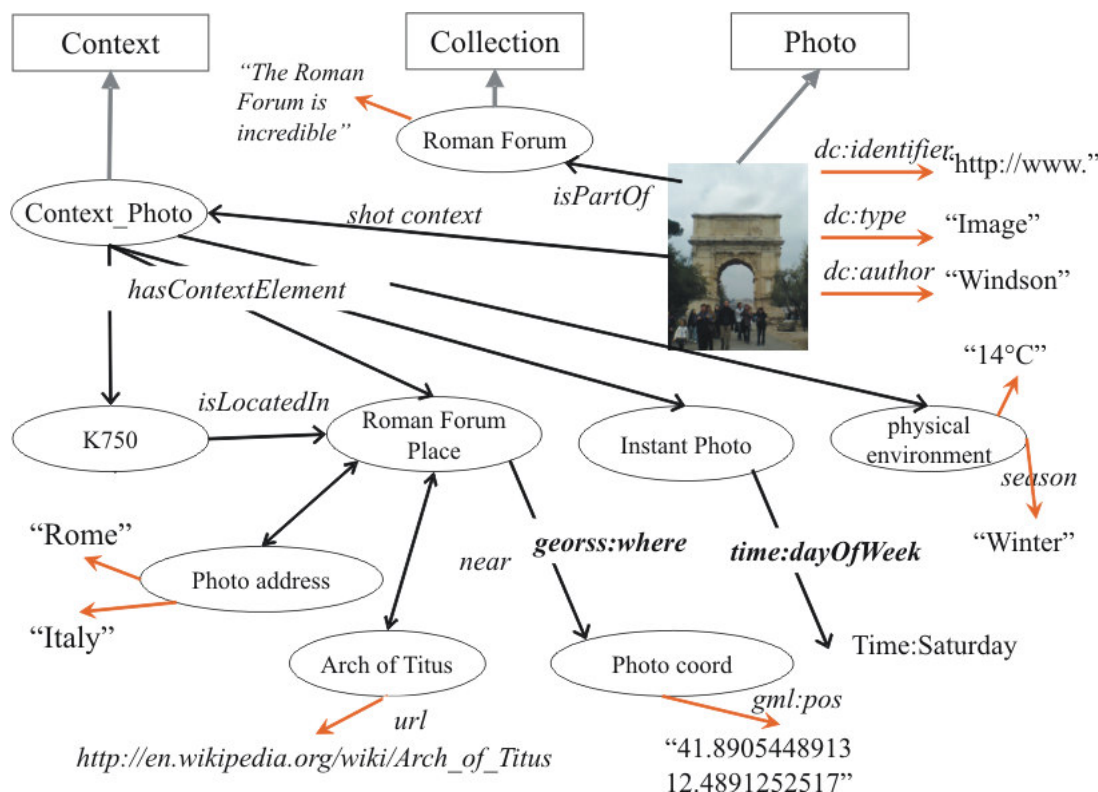 Context
Collection
Photo
“The Roman
Forum is
incredible”
Roman Forum
dc:identifier
“http://www.”
isPartOf
Context_Photo
shot context
dc:type
“Image”
hasContextElement
dc:author
“Windson”
“14°C”
isLocatedIn
K750
Roman Forum
Place
Instant Photo
physical
environment
season
“Rome”
Photo address
near
georss:where
time:dayOfWeek
“Winter”
“Italy”
Arch of Titus
Photo coord
Time:Saturday
url
gml:pos
http://en.wikipedia.org/wiki/Arch_of_Titus
“41.8905448913
12.4891252517”